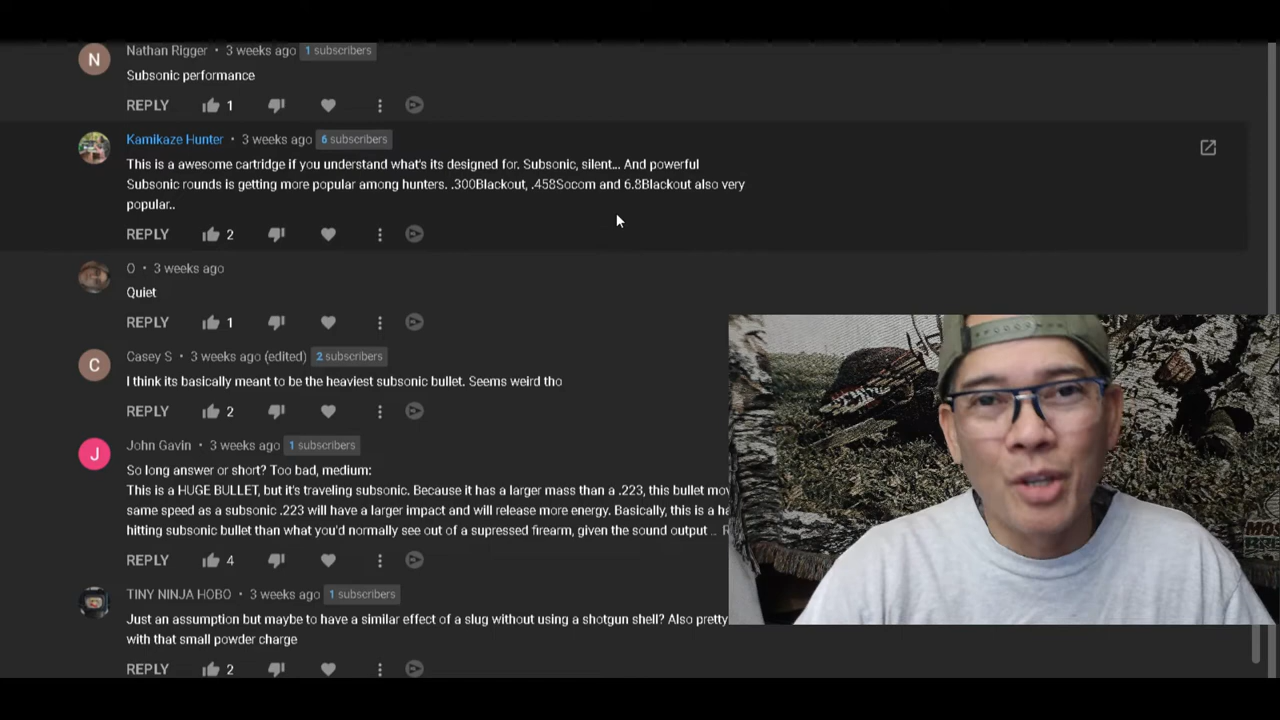 Nathan Rigger • 3 weeks ago 1 subscribers
Subsonic performance
REPLY 1
Kamikaze Hunter • 3 weeks ago 6 subscribers
This is a awesome cartridge if you understand what's its designed for. Subsonic, silent... And powerful
Subsonic rounds is getting more popular among hunters. .300Blackout, .458Socom and 6.8Blackout also very
popular..
REPLY 2
O • 3 weeks ago
Quiet
REPLY 1
Casey S • 3 weeks ago (edited) 2 subscribers
I think its basically meant to be the heaviest subsonic bullet. Seems weird tho
REPLY 2
John Gavin • 3 weeks ago 1 subscribers
So long answer or short? Too bad, medium:
This is a HUGE BULLET, but it's traveling subsonic. Because it has a larger mass than a .223, this bullet
same speed as a subsonic .223 will have a larger impact and will release more energy. Basically, this is a
hitting subsonic bullet than what you'd normally see out of a supressed firearm, given the sound output ...
REPLY 4
TINY NINJA HOBO • 3 weeks ago 1 subscribers
Just an assumption but maybe to have a similar effect of a slug without using a shotgun shell? Also pretty
with that small powder charge
REPLY 2